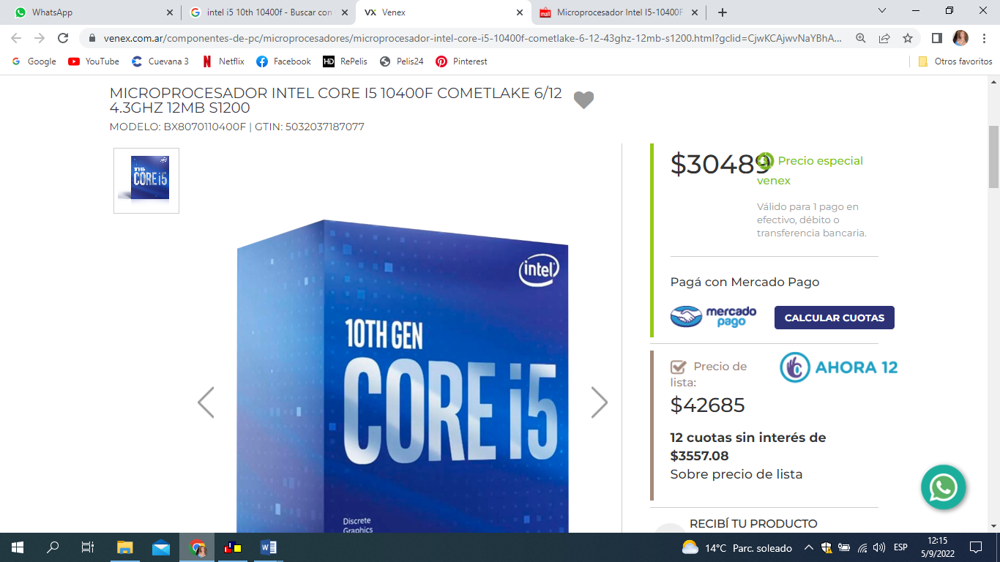 WhatsApp
intel i5 10th 10400f - Buscar con
Venex
Microprocesador Intel I5-10400F
venex.com.ar/componentes-de-pc/microprocesadores/microprocesador-intel-core-i5-10400f-cometlake-6-12-43ghz-12mb-s1200.html?gclid=CjwKCAjwvNaYBhA...
Google
YouTube
Cuevana 3
Netflix
Facebook
HD
RePelis
Pelis24
Pinterest
Otros favoritos
MICROPROCESADOR INTEL CORE I5 10400F COMETLAKE 6/12
4.3GHZ 12MB S1200
MODELO: BX8070110400F | GTIN: 5032037187077
CORE i5
intel
10TH GEN
CORE i5
Discrete
Graphics
$30489
Precio especial
venex
Válido para 1 pago en
efectivo, débito o
transferencia bancaria.
Pagá con Mercado Pago
mercado
pago
CALCULAR CUOTAS
Precio de
lista:
AHORA 12
$42685
12 cuotas sin interés de
$3557.08
Sobre precio de lista
RECIBÍ TU PRODUCTO
14°C Parc. soleado
ESP
12:15
5/9/2022